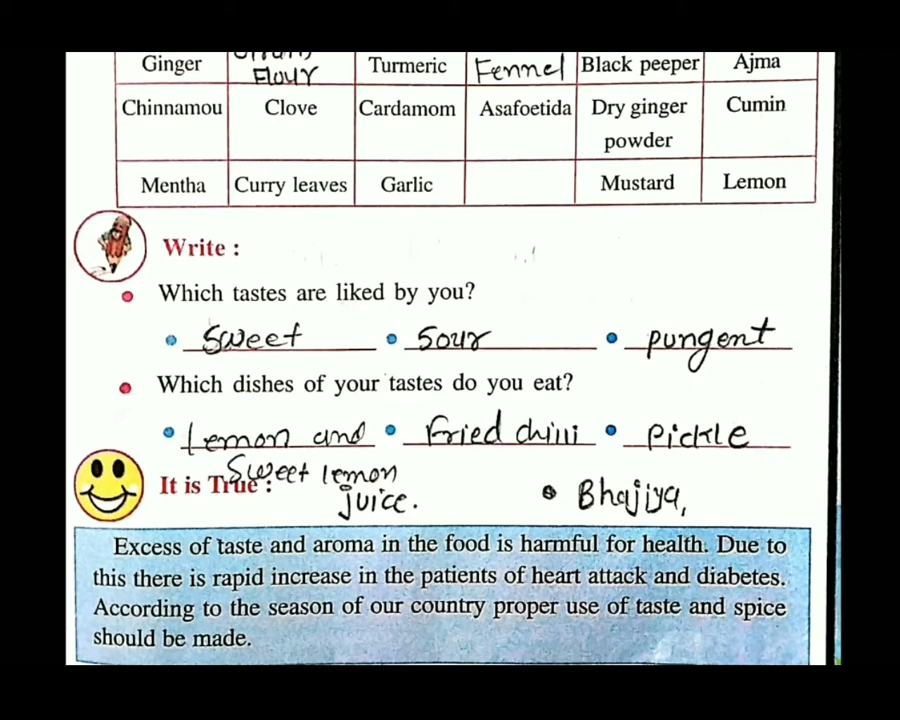 Ginger Flour Turmeric Fennel Black peeper Ajma
Chinnamou Clove Cardamom Asafoetida Dry ginger powder Cumin
Mentha Curry leaves Garlic Mustard Lemon
Write :
• Which tastes are liked by you?
• Sweet • Sour • pungent
• Which dishes of your tastes do you eat?
• Lemon and • Fried chilli • Pickle
Sweet lemon
It is True :
juice. • Bhajiya,
Excess of taste and aroma in the food is harmful for health. Due to
this there is rapid increase in the patients of heart attack and diabetes.
According to the season of our country proper use of taste and spice
should be made.